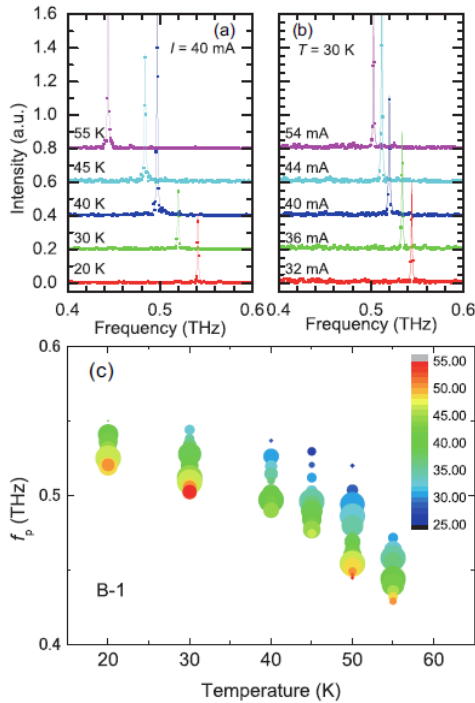 (a)
I = 40 mA
(b)
T = 30 K
Intensity (a.u.)
1.6
1.4
1.2
1.0
0.8
0.6
0.4
0.2
0.0
55 K
45 K
40 K
30 K
20 K
54 mA
44 mA
40 mA
36 mA
32 mA
0.4
0.5
0.6
0.4
0.5
0.6
Frequency (THz)
Frequency (THz)
(c)
0.6
0.5
0.4
fp (THz)
55.00
50.00
45.00
40.00
35.00
30.00
25.00
B-1
20
30
40
50
60
Temperature (K)